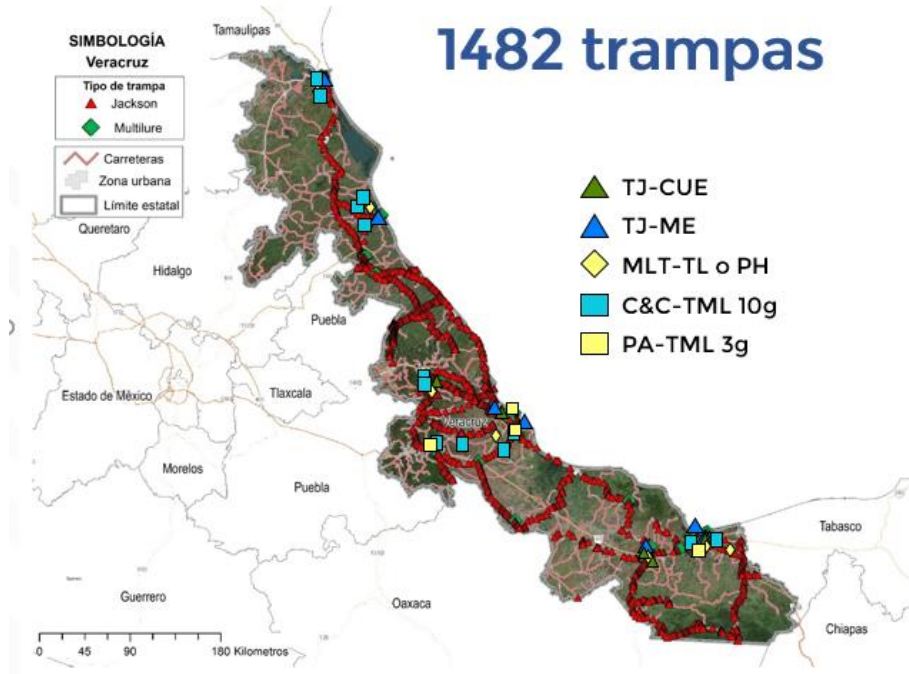 1482 trampas
SIMBOLOGÍA
Veracruz
Tipo de trampa
Jackson
Multilure
Carreteras
Zona urbana
Límite estatal
TJ-CUE
TJ-ME
MLT-TL o PH
C&C-TML 10g
PA-TML 3g
Tamaulipas
Queretaro
Hidalgo
Puebla
Tlaxcala
Estado de México
Morelos
Veracruz
Puebla
Guerrero
Oaxaca
Tabasco
Chiapas
0 45 90 180 Kilometros